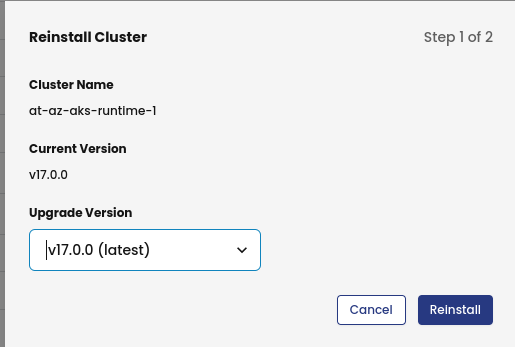 Reinstall Cluster
Step 1 of 2
Cluster Name
at-az-aks-runtime-1
Current Version
v17.0.0
Upgrade Version
v17.0.0 (latest)
Cancel
Reinstall